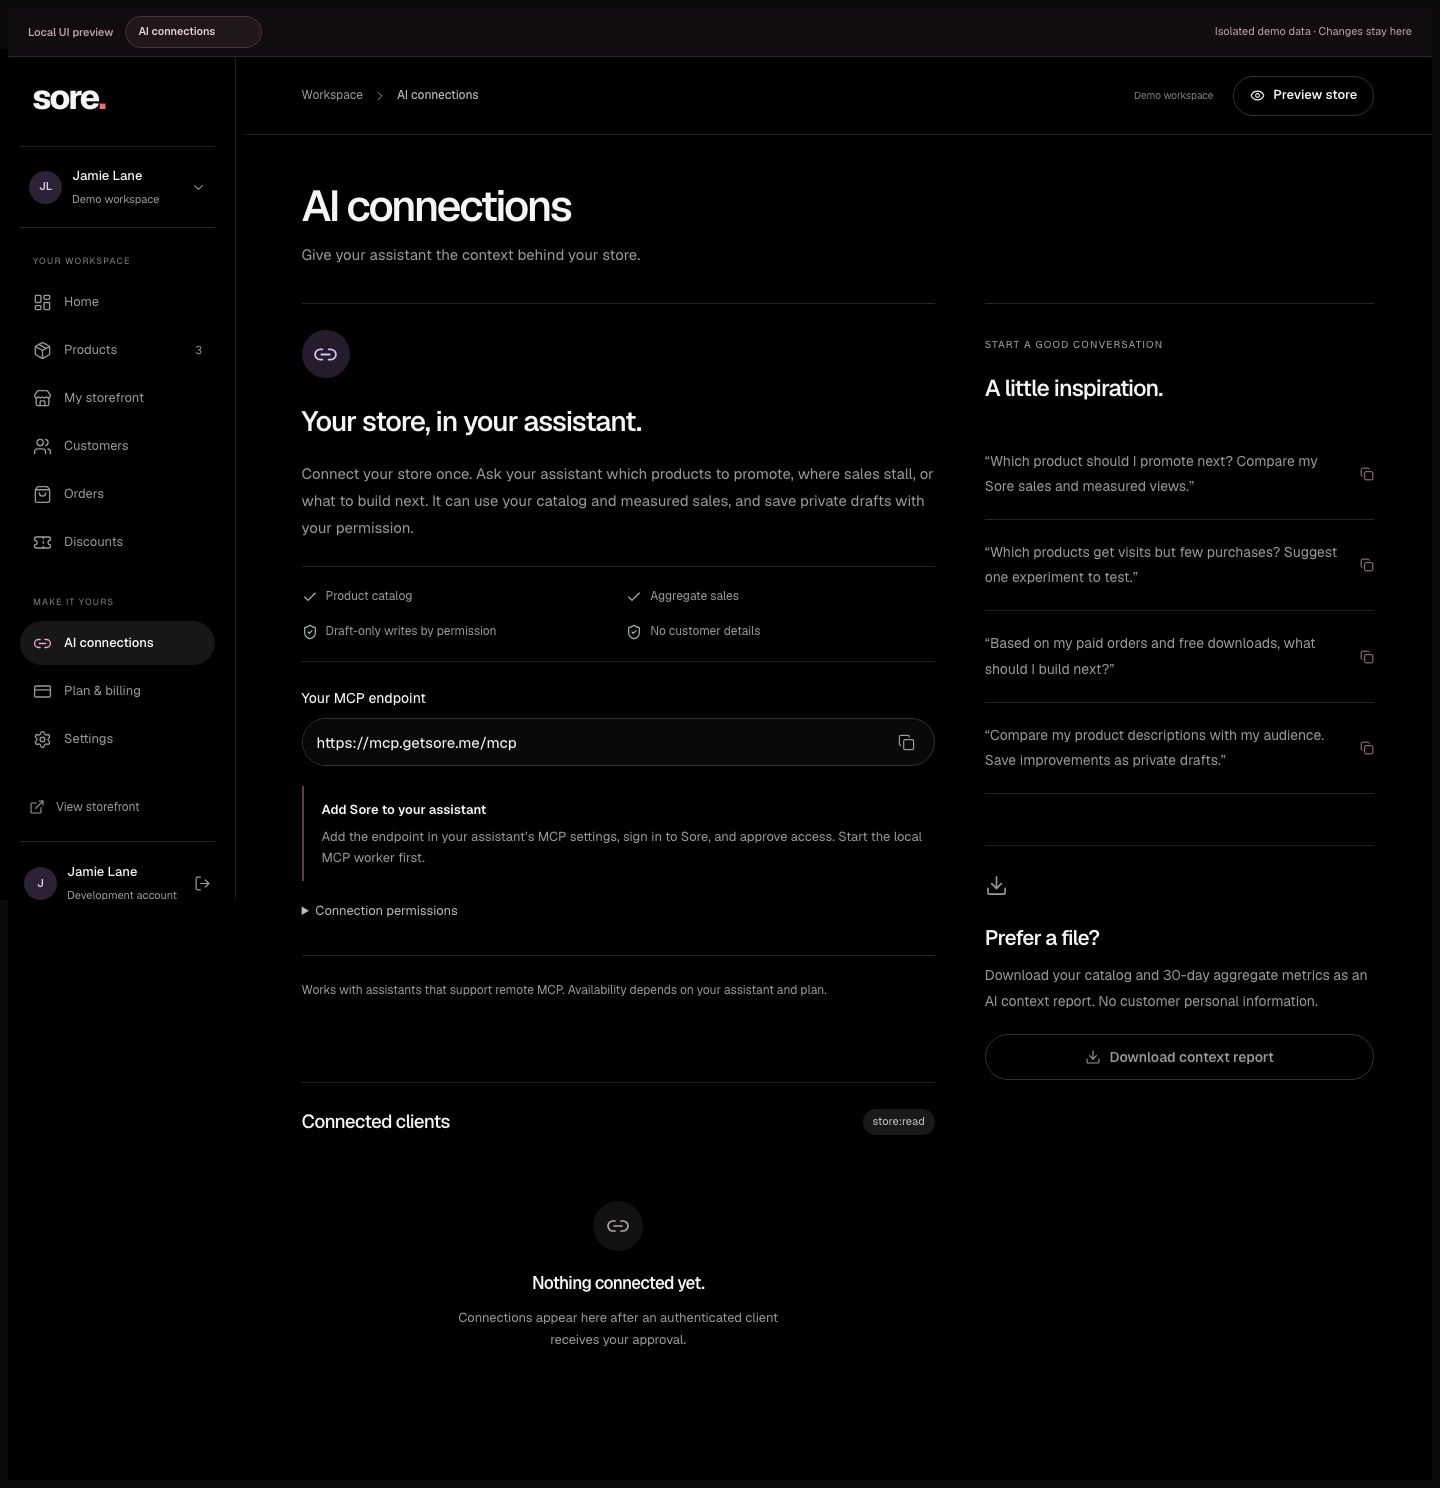 Local UI preview
AI connections
Isolated demo data · Changes stay here
sore.
JL
Jamie Lane
Demo workspace
YOUR WORKSPACE
Home
Products
3
My storefront
Customers
Orders
Discounts
MAKE IT YOURS
AI connections
Plan & billing
Settings
View storefront
J
Jamie Lane
Development account
Workspace
AI connections
Demo workspace
Preview store
AI connections
Give your assistant the context behind your store.
Your store, in your assistant.
Connect your store once. Ask your assistant which products to promote, where sales stall, or
what to build next. It can use your catalog and measured sales, and save private drafts with
your permission.
Product catalog
Aggregate sales
Draft-only writes by permission
No customer details
Your MCP endpoint
https://mcp.getsore.me/mcp
Add Sore to your assistant
Add the endpoint in your assistant's MCP settings, sign in to Sore, and approve access. Start the local
MCP worker first.
Connection permissions
Works with assistants that support remote MCP. Availability depends on your assistant and plan.
Connected clients
store:read
Nothing connected yet.
Connections appear here after an authenticated client
receives your approval.
START A GOOD CONVERSATION
A little inspiration.
“Which product should I promote next? Compare my
Sore sales and measured views.”
“Which products get visits but few purchases? Suggest
one experiment to test.”
“Based on my paid orders and free downloads, what
should I build next?”
“Compare my product descriptions with my audience.
Save improvements as private drafts.”
Prefer a file?
Download your catalog and 30-day aggregate metrics as an
AI context report. No customer personal information.
Download context report